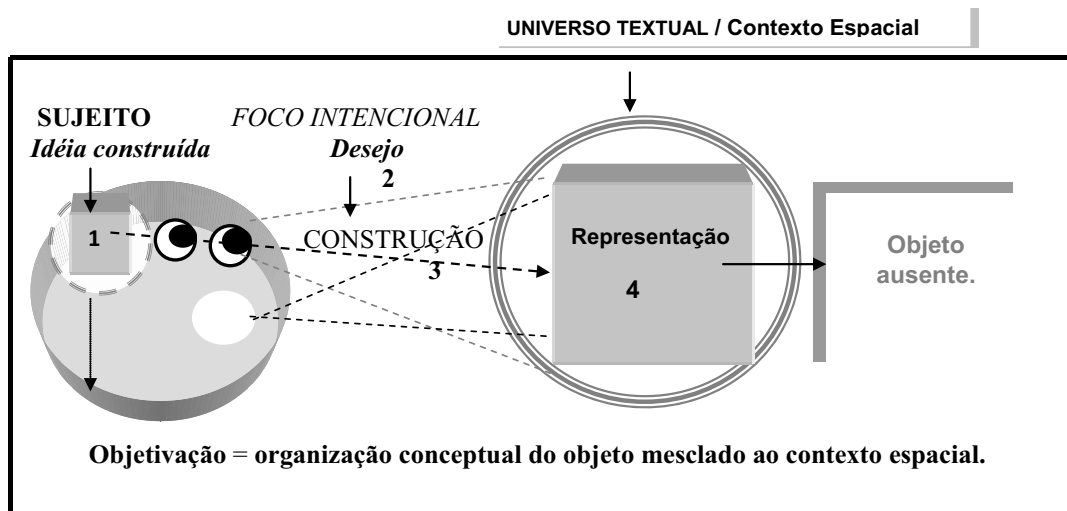 UNIVERSO TEXTUAL / Contexto Espacial
SUJEITO
Idéia construída
FOCO INTENCIONAL
Desejo
2
1
CONSTRUÇÃO
3
Representação
4
Objeto
ausente.
Objetivação = organização conceptual do objeto mesclado ao contexto espacial.